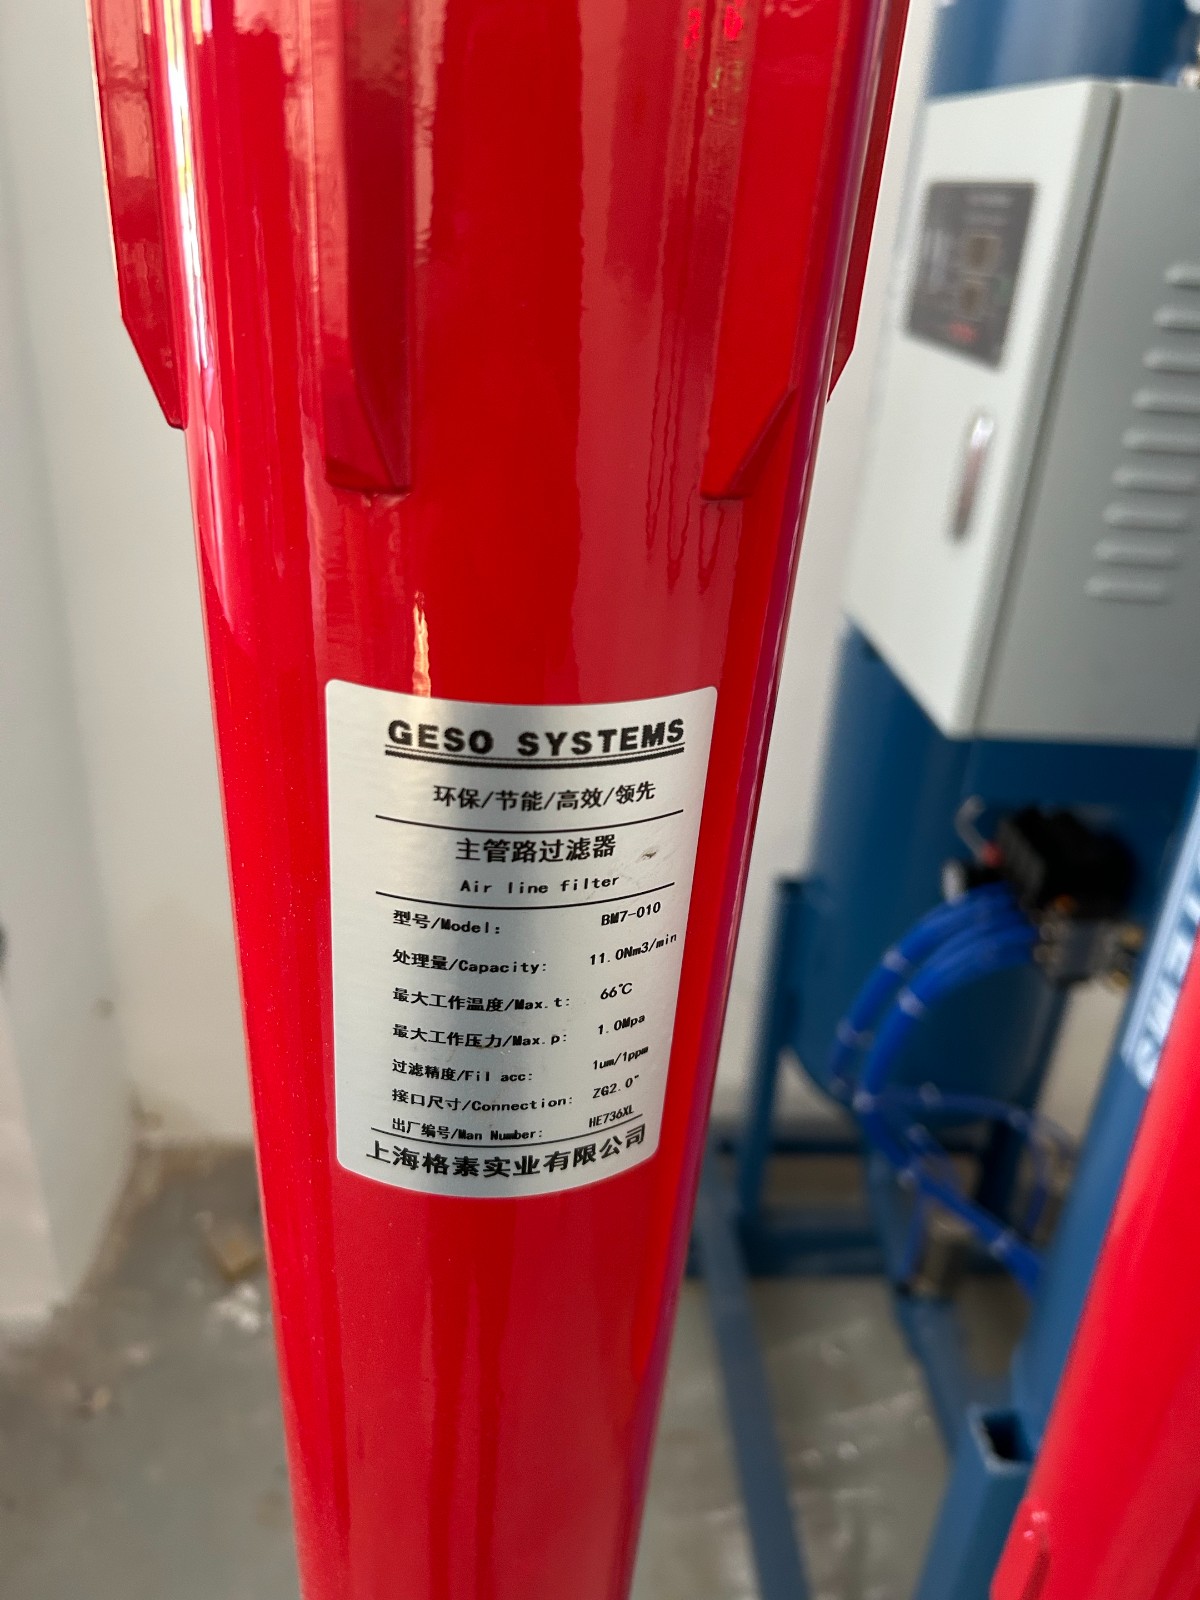 GESO SYSTEMS
环保/节能/高效/领先
主管路过滤器
Air line filter
型号/Model: BM7-010
处理量/Capacity: 11.0Nm3/min
最大工作温度/Max.t: 66℃
最大工作压力/Max.p: 1.0Mpa
过滤精度/Fil acc: 1um/1ppm
接口尺寸/Connection: ZG2.0"
出厂编号/Man Number: HE736XL
上海格素实业有限公司